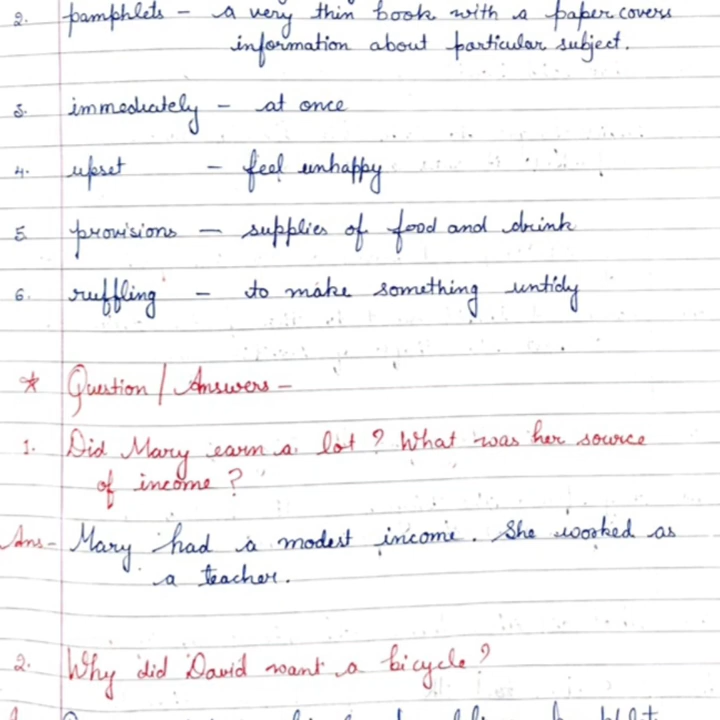 2. pamphlets - a very thin book with a paper covers
information about particular subject.
3. immediately - at once
4. upset - feel unhappy
5. provisions - supplies of food and drink
6. ruffling - to make something untidy
* Question / Answers -
1. Did Mary earn a lot? What was her source
of income?
Ans- Mary had a modest income. She worked as
a teacher.
2. Why did David want a bicycle?